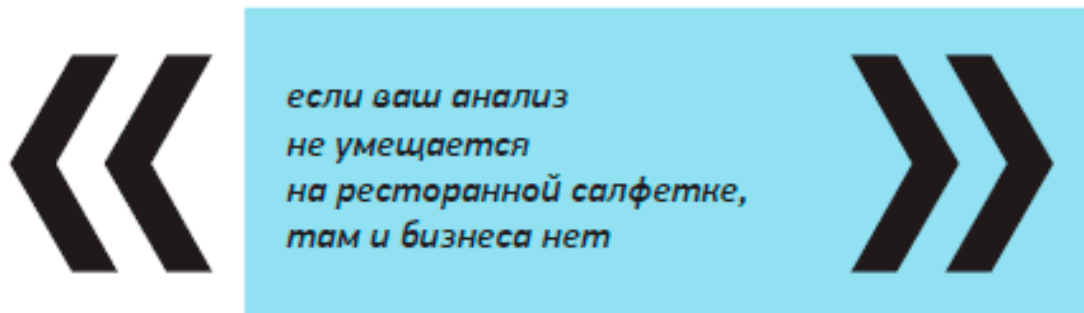 « если ваш анализ
не умещается
на ресторанной салфетке,
там и бизнеса нет »